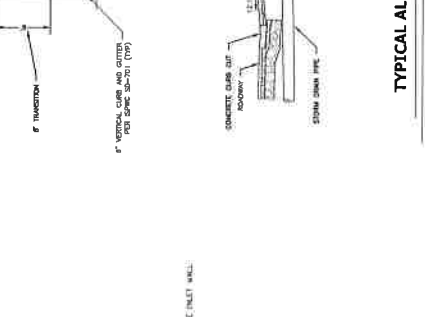 6" TRANSITION
6" VERTICAL CURB AND GUTTER
PER ISPWC SD-701 (TYP)
CONCRETE CURB CUT
ROADWAY
STORM DRAIN PIPE
INLET WALL
TYPICAL AL